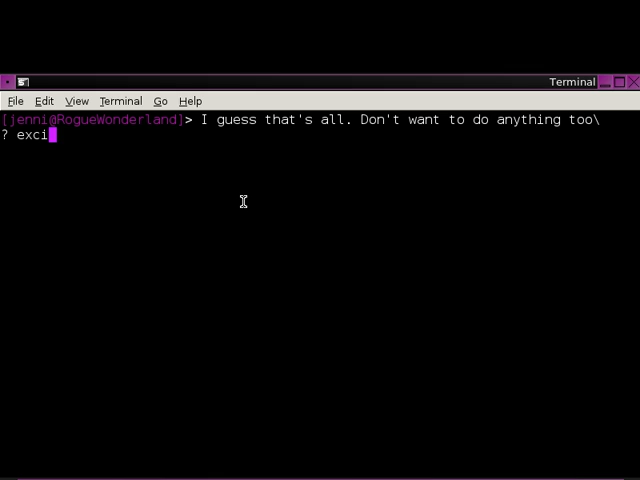 Terminal
File Edit View Terminal Go Help
[jenni@RogueWonderland]> I guess that's all. Don't want to do anything too\
? exci